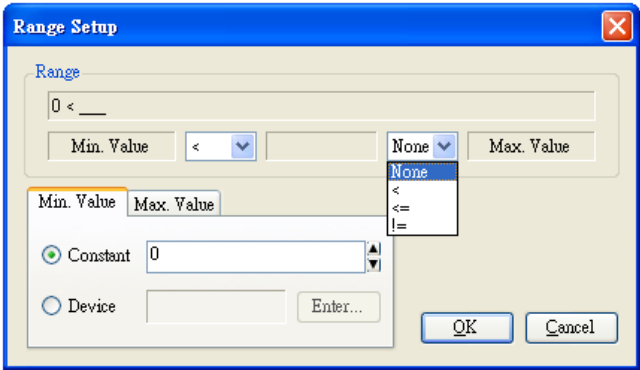 Range Setup
Range
0 < ___
Min. Value < None Max. Value
None
<
<=
!=
Min. Value Max. Value
Constant 0
Device Enter...
OK Cancel